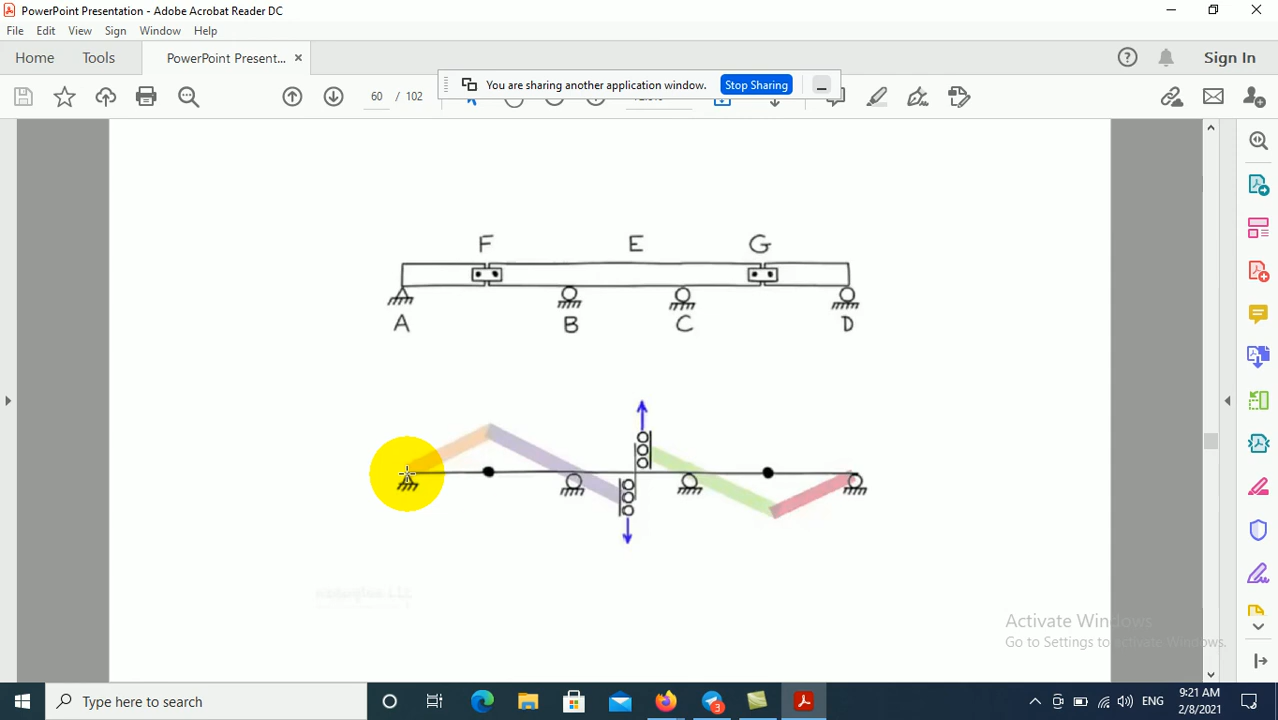 PowerPoint Presentation - Adobe Acrobat Reader DC
File Edit View Sign Window Help
Home Tools PowerPoint Present... Sign In
You are sharing another application window. Stop Sharing
60 / 102
F E G
A B C D
Activate Windows
Go to Settings to activate Windows.
Type here to search
3
ENG
9:21 AM
2/8/2021